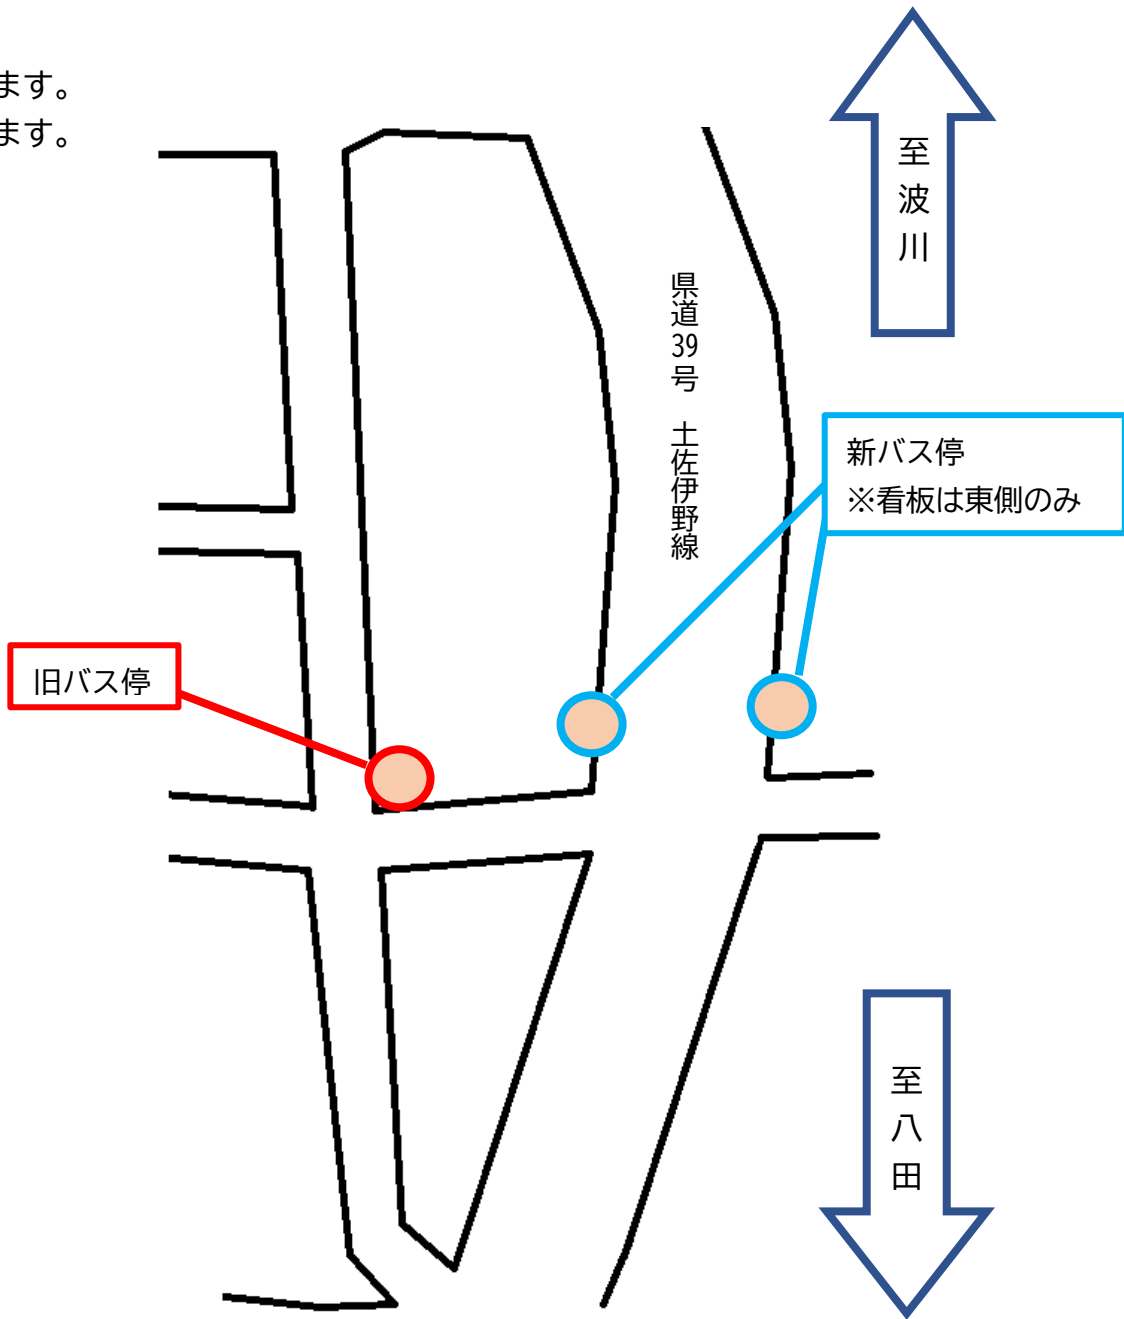 ます。
ます。
至波川
県道39号　土佐伊野線
新バス停
※看板は東側のみ
旧バス停
至八田